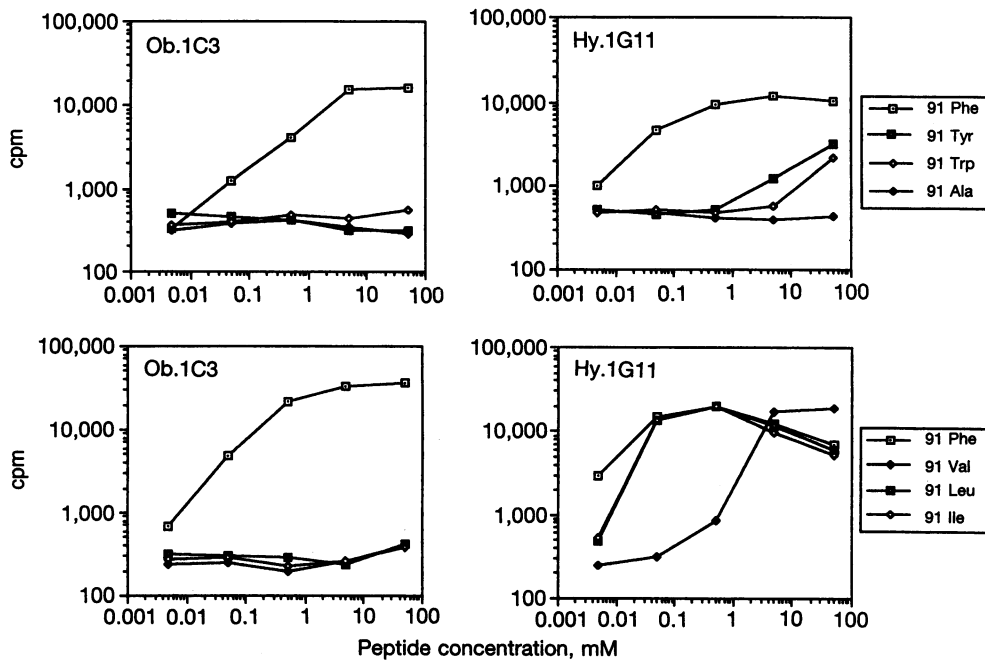 Ob.1C3
100,000
10,000
1,000
100
cpm
0.001 0.01 0.1 1 10 100
Hy.1G11
100,000
10,000
1,000
100
0.001 0.01 0.1 1 10 100
91 Phe
91 Tyr
91 Trp
91 Ala
Ob.1C3
100,000
10,000
1,000
100
cpm
0.001 0.01 0.1 1 10 100
Hy.1G11
100,000
10,000
1,000
100
0.001 0.01 0.1 1 10 100
91 Phe
91 Val
91 Leu
91 Ile
Peptide concentration, mM